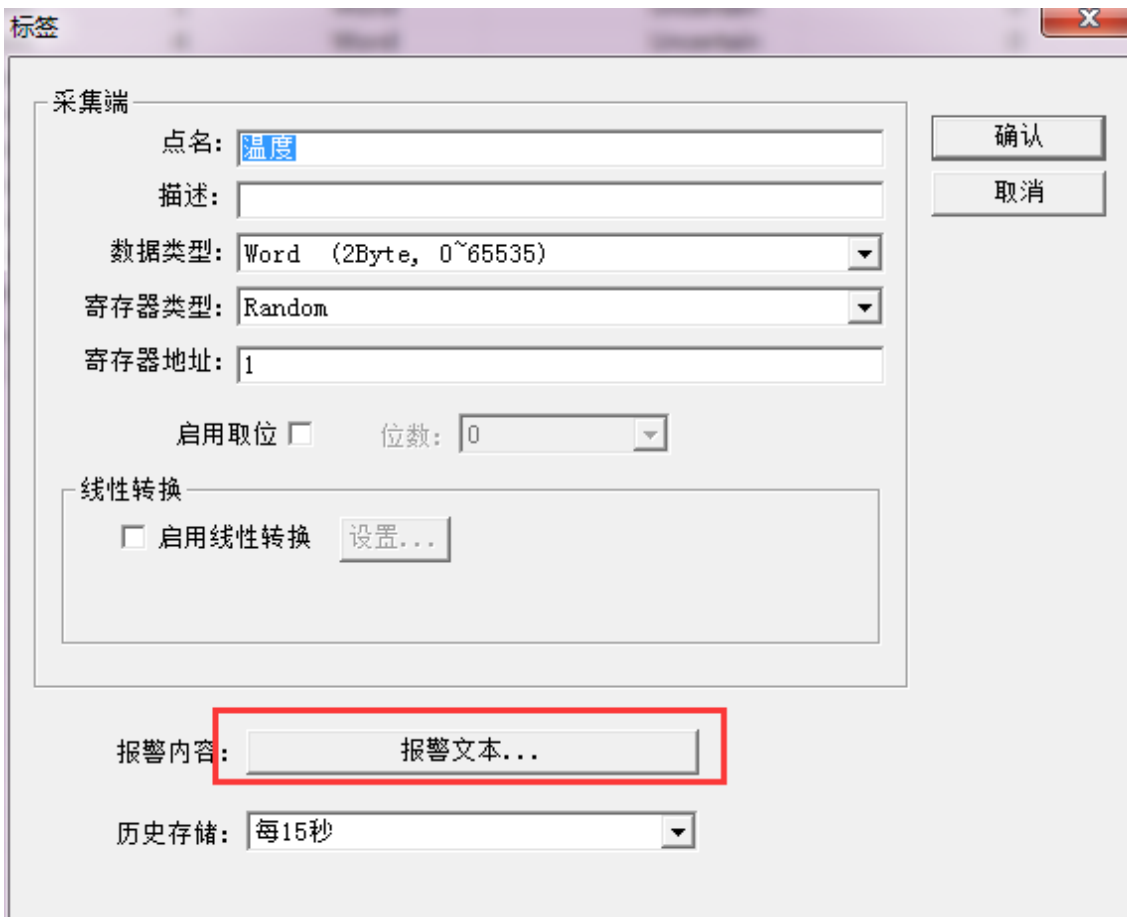 标签
采集端
点名: 温度
描述:
数据类型: Word (2Byte, 0~65535)
寄存器类型: Random
寄存器地址: 1
启用取位 位数: 0
线性转换
启用线性转换 设置...
报警内容: 报警文本...
历史存储: 每15秒
确认
取消